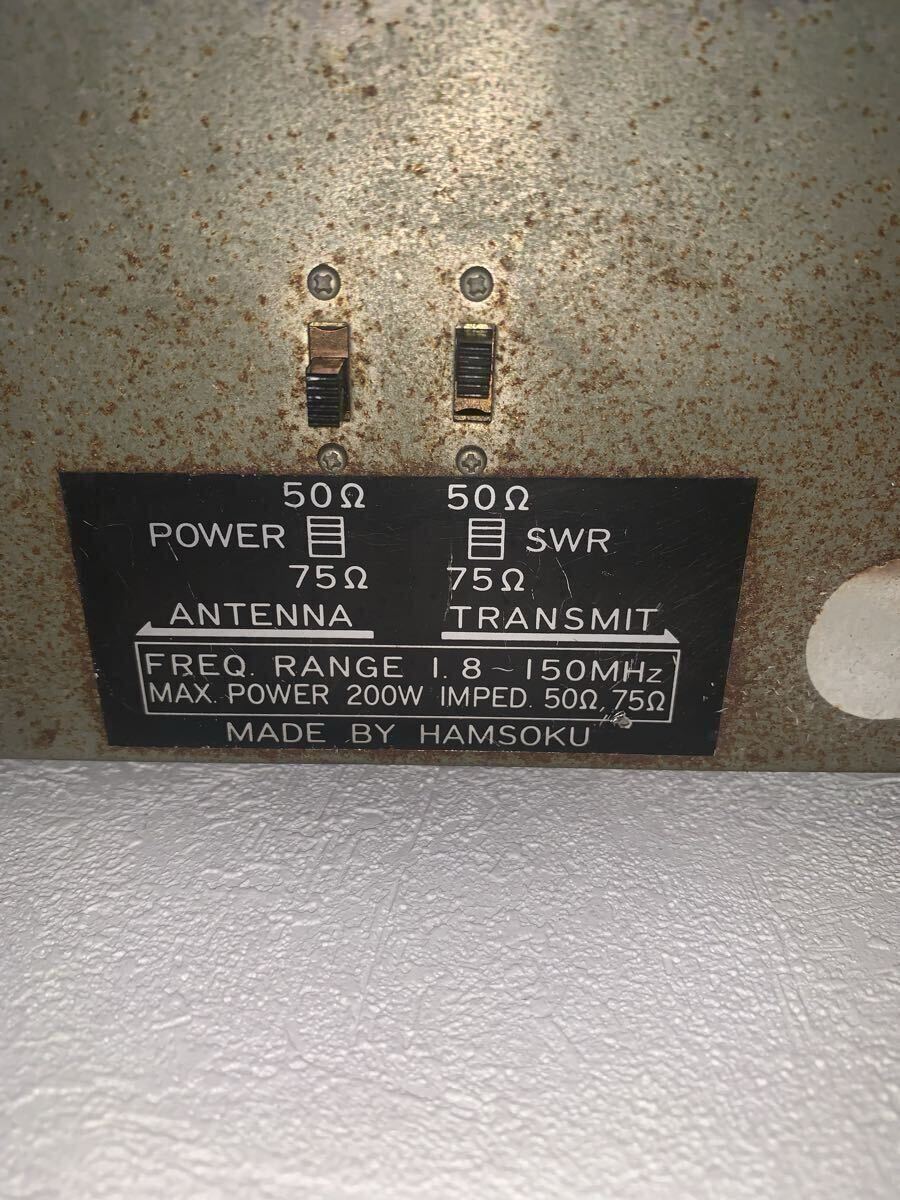 50Ω 50Ω
POWER SWR
75Ω 75Ω
ANTENNA TRANSMIT
FREQ. RANGE 1.8~150MHz
MAX. POWER 200W IMPED. 50Ω, 75Ω
MADE BY HAMSOKU